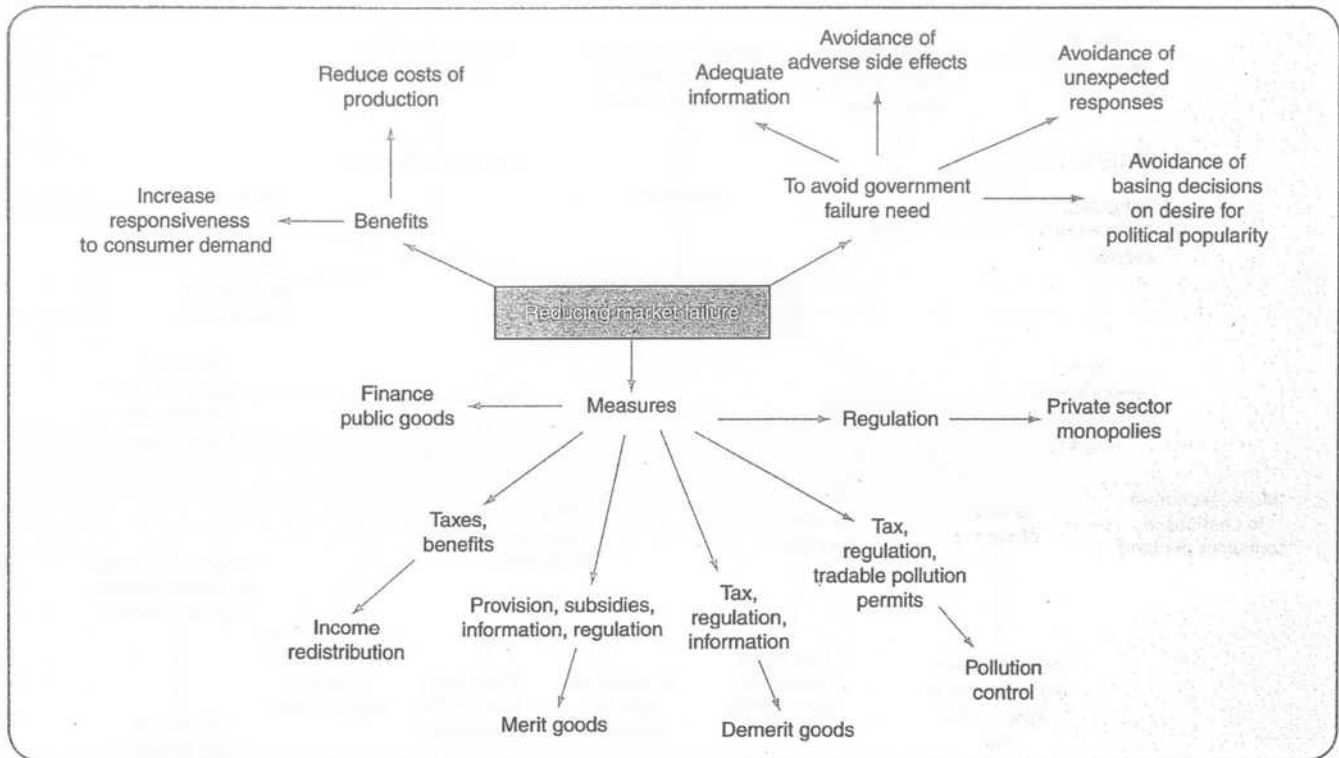 Avoidance of
adverse side effects
Avoidance of
unexpected
responses
Reduce costs of
production
Adequate
information
Increase
responsiveness
to consumer demand
Benefits
To avoid government
failure need
Avoidance of
basing decisions
on desire for
political popularity
Reducing market failure
Finance
public goods
Measures
Regulation
Private sector
monopolies
Taxes,
benefits
Income
redistribution
Provision, subsidies,
information, regulation
Merit goods
Tax,
regulation,
information
Demerit goods
Tax,
regulation,
tradable pollution
permits
Pollution
control